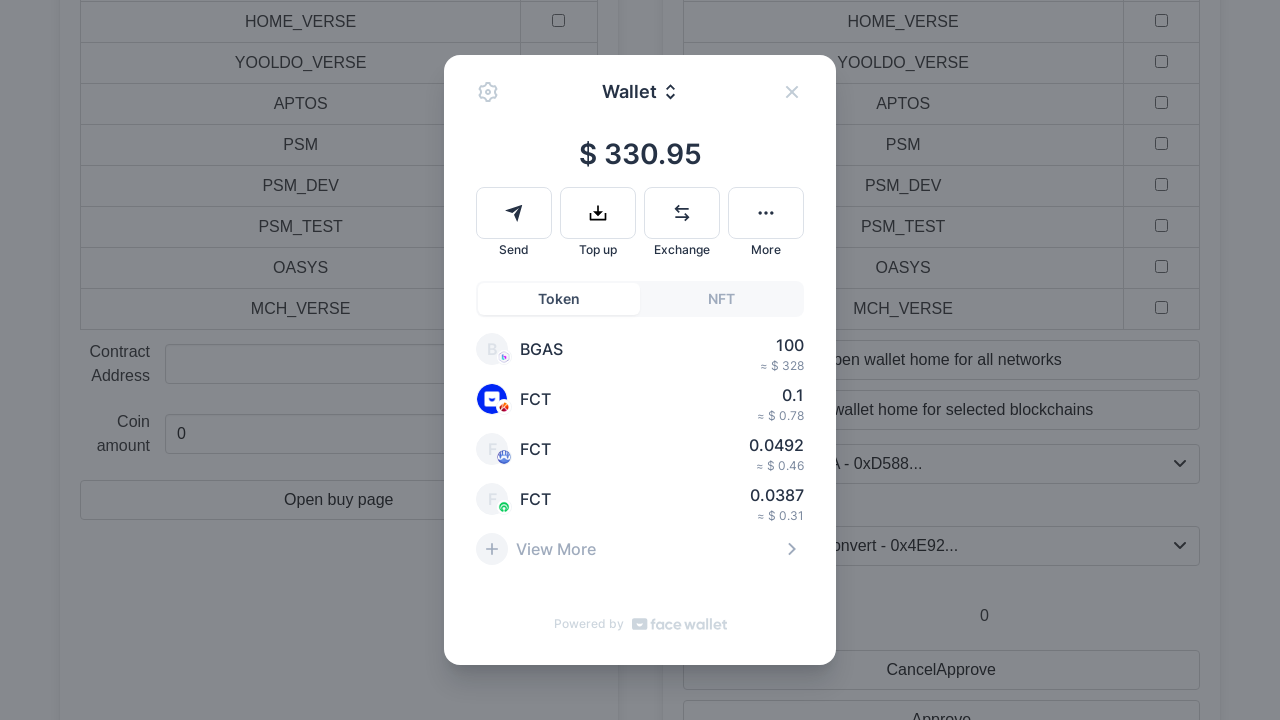 HOME_VERSE
HOME_VERSE
YOOLDO_VERSE
YOOLDO_VERSE
APTOS
APTOS
PSM
PSM
PSM_DEV
PSM_DEV
PSM_TEST
PSM_TEST
OASYS
OASYS
MCH_VERSE
MCH_VERSE
Contract
Address
Coin
amount
0
Open buy page
Wallet
$ 330.95
Send
Top up
Exchange
More
Token
NFT
B
BGAS
100
≈ $ 328
FCT
0.1
≈ $ 0.78
F
FCT
0.0492
≈ $ 0.46
F
FCT
0.0387
≈ $ 0.31
View More
Powered by face wallet
wallet home for all networks
wallet home for selected blockchains
A - 0xD588...
- 0x4E92...
0
CancelApprove
Approve